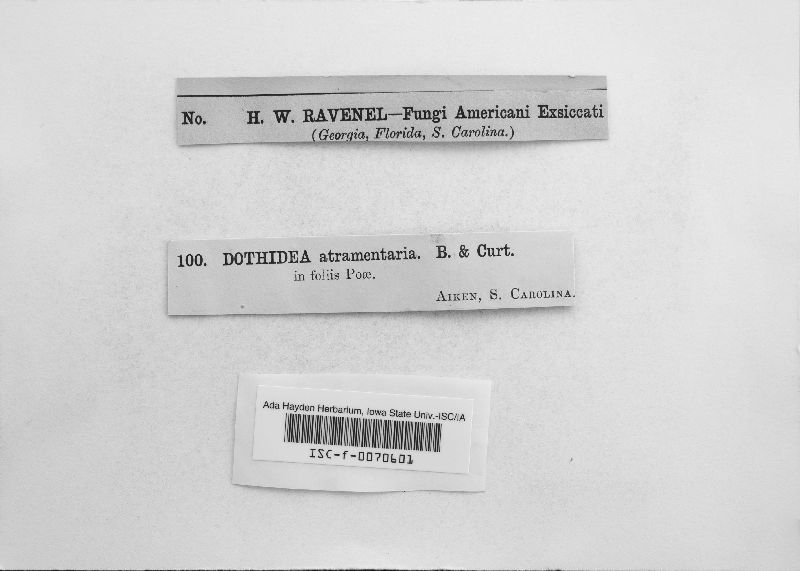 No. H. W. RAVENEL—Fungi Americani Exsiccati
(Georgia, Florida, S. Carolina.)
100. DOTHIDEA atramentaria. B. & Curt.
in foliis Poæ.
AIKEN, S. CAROLINA.
Ada Hayden Herbarium, Iowa State Univ.-ISC/IA
ISC-f-0070601